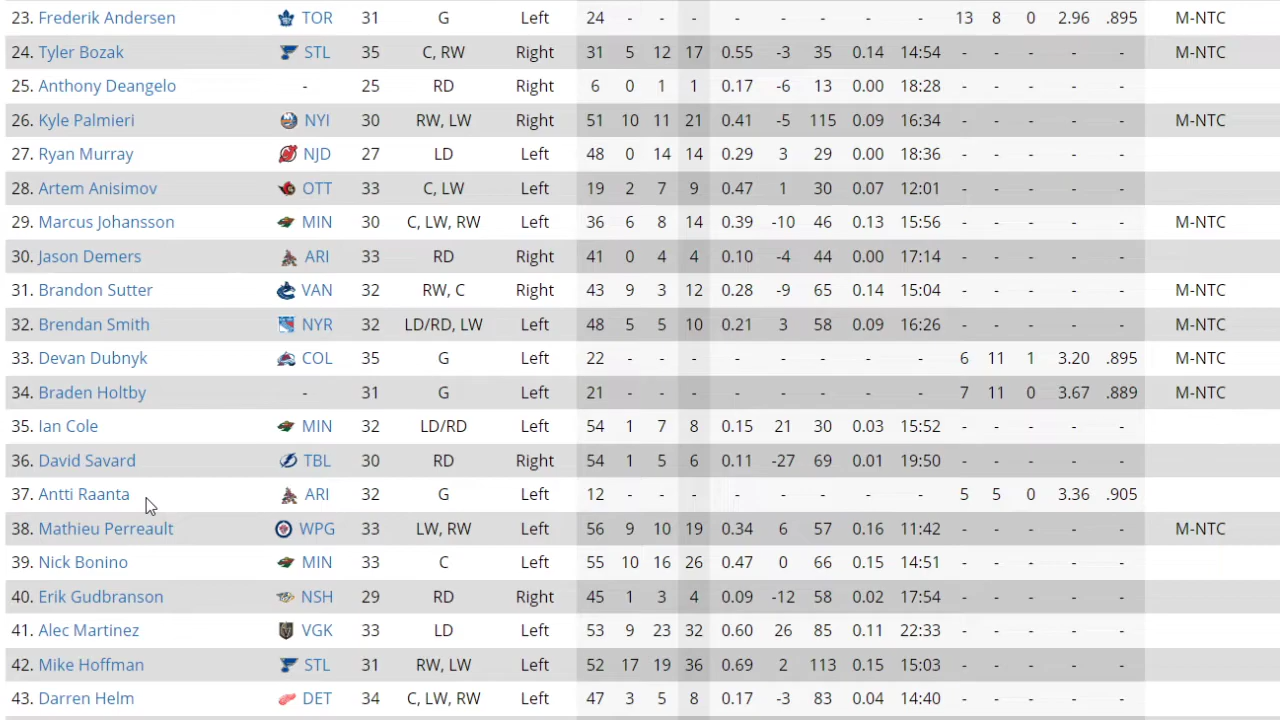 23. Frederik Andersen TOR 31 G Left 24 - - - - - - - - 13 8 0 2.96 .895 M-NTC
24. Tyler Bozak STL 35 C, RW Right 31 5 12 17 0.55 -3 35 0.14 14:54 - - - - - M-NTC
25. Anthony Deangelo - 25 RD Right 6 0 1 1 0.17 -6 13 0.00 18:28 - - - - -
26. Kyle Palmieri NYI 30 RW, LW Right 51 10 11 21 0.41 -5 115 0.09 16:34 - - - - - M-NTC
27. Ryan Murray NJD 27 LD Left 48 0 14 14 0.29 3 29 0.00 18:36 - - - - -
28. Artem Anisimov OTT 33 C, LW Left 19 2 7 9 0.47 1 30 0.07 12:01 - - - - -
29. Marcus Johansson MIN 30 C, LW, RW Left 36 6 8 14 0.39 -10 46 0.13 15:56 - - - - - M-NTC
30. Jason Demers ARI 33 RD Right 41 0 4 4 0.10 -4 44 0.00 17:14 - - - - -
31. Brandon Sutter VAN 32 RW, C Right 43 9 3 12 0.28 -9 65 0.14 15:04 - - - - - M-NTC
32. Brendan Smith NYR 32 LD/RD, LW Left 48 5 5 10 0.21 3 58 0.09 16:26 - - - - - M-NTC
33. Devan Dubnyk COL 35 G Left 22 - - - - - - - - 6 11 1 3.20 .895 M-NTC
34. Braden Holtby - 31 G Left 21 - - - - - - - - 7 11 0 3.67 .889 M-NTC
35. Ian Cole MIN 32 LD/RD Left 54 1 7 8 0.15 21 30 0.03 15:52 - - - - -
36. David Savard TBL 30 RD Right 54 1 5 6 0.11 -27 69 0.01 19:50 - - - - -
37. Antti Raanta ARI 32 G Left 12 - - - - - - - - 5 5 0 3.36 .905
38. Mathieu Perreault WPG 33 LW, RW Left 56 9 10 19 0.34 6 57 0.16 11:42 - - - - - M-NTC
39. Nick Bonino MIN 33 C Left 55 10 16 26 0.47 0 66 0.15 14:51 - - - - -
40. Erik Gudbranson NSH 29 RD Right 45 1 3 4 0.09 -12 58 0.02 17:54 - - - - -
41. Alec Martinez VGK 33 LD Left 53 9 23 32 0.60 26 85 0.11 22:33 - - - - -
42. Mike Hoffman STL 31 RW, LW Left 52 17 19 36 0.69 2 113 0.15 15:03 - - - - -
43. Darren Helm DET 34 C, LW, RW Left 47 3 5 8 0.17 -3 83 0.04 14:40 - - - - -